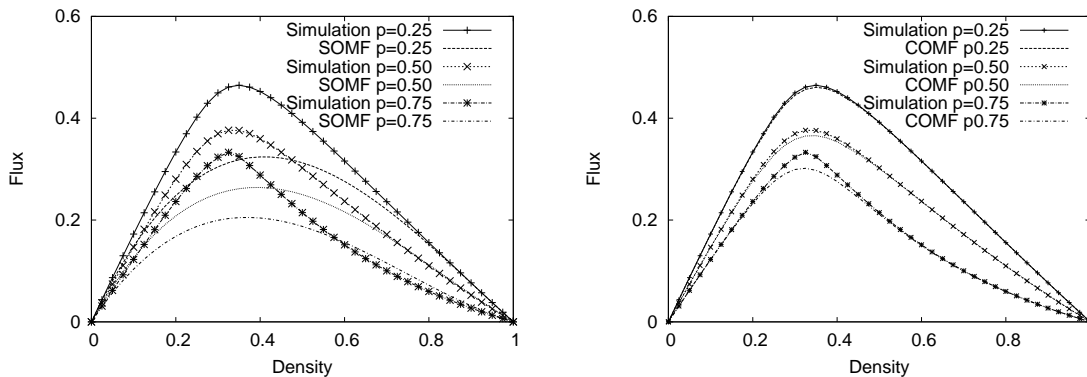 0.6
0.4
0.2
0
Flux
Simulation p=0.25
SOMF p=0.25
Simulation p=0.50
SOMF p=0.50
Simulation p=0.75
SOMF p=0.75
0 0.2 0.4 0.6 0.8 1
Density
0.6
0.4
0.2
0
Flux
Simulation p=0.25
COMF p0.25
Simulation p=0.50
COMF p0.50
Simulation p=0.75
COMF p0.75
0 0.2 0.4 0.6 0.8
Density